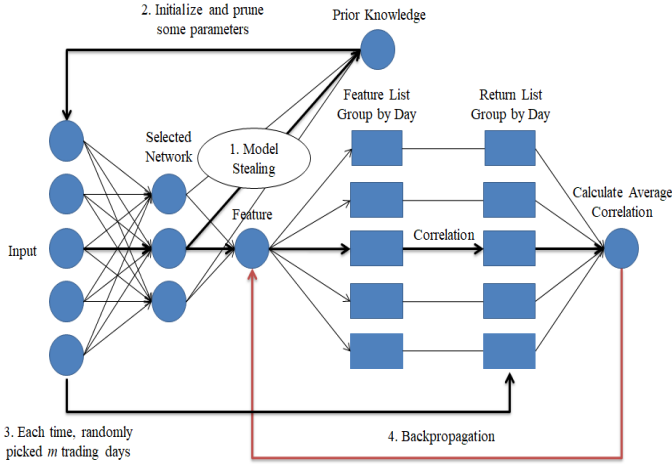 2. Initialize and prune
some parameters
Prior Knowledge
Feature List
Group by Day
Return List
Group by Day
Selected
Network
1. Model
Stealing
Calculate Average
Correlation
Feature
Input
Correlation
3. Each time, randomly
picked m trading days
4. Backpropagation